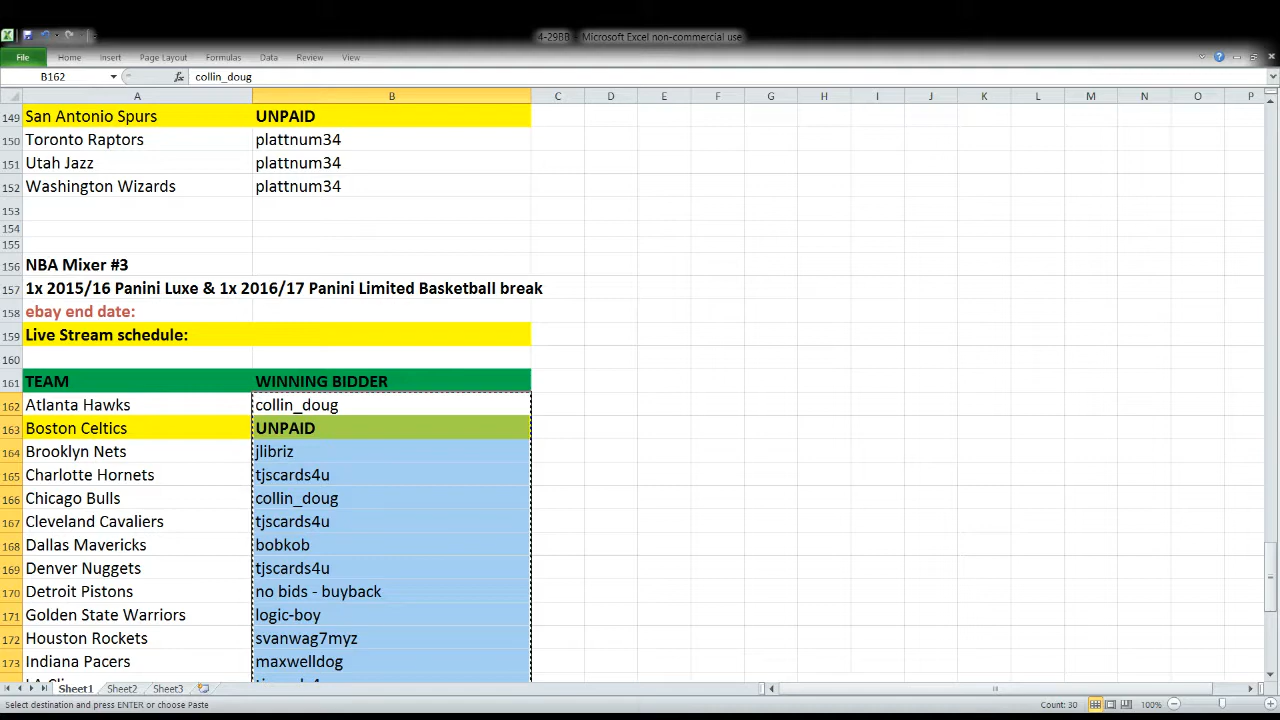 4-29BB - Microsoft Excel non-commercial use
File Home Insert Page Layout Formulas Data Review View
B162 fx collin_doug
A B C D E F G H I J K L M N O P
149 San Antonio Spurs UNPAID
150 Toronto Raptors plattnum34
151 Utah Jazz plattnum34
152 Washington Wizards plattnum34
153
154
155
156 NBA Mixer #3
157 1x 2015/16 Panini Luxe & 1x 2016/17 Panini Limited Basketball break
158 ebay end date:
159 Live Stream schedule:
160
161 TEAM WINNING BIDDER
162 Atlanta Hawks collin_doug
163 Boston Celtics UNPAID
164 Brooklyn Nets jlibriz
165 Charlotte Hornets tjscards4u
166 Chicago Bulls collin_doug
167 Cleveland Cavaliers tjscards4u
168 Dallas Mavericks bobkob
169 Denver Nuggets tjscards4u
170 Detroit Pistons no bids - buyback
171 Golden State Warriors logic-boy
172 Houston Rockets svanwag7myz
173 Indiana Pacers maxwelldog
Sheet1 Sheet2 Sheet3
Select destination and press ENTER or choose Paste Count: 30 100%